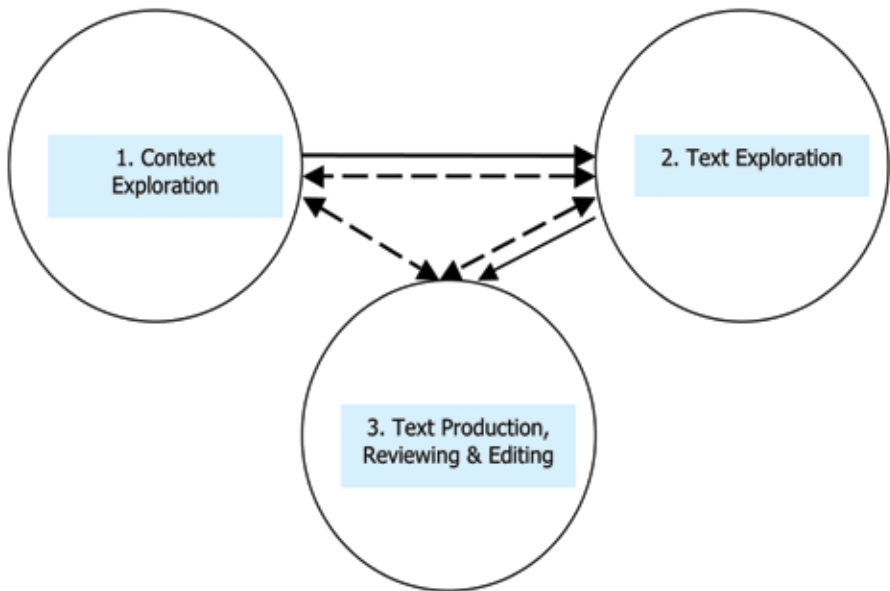 1. Context
Exploration
2. Text Exploration
3. Text Production,
Reviewing & Editing